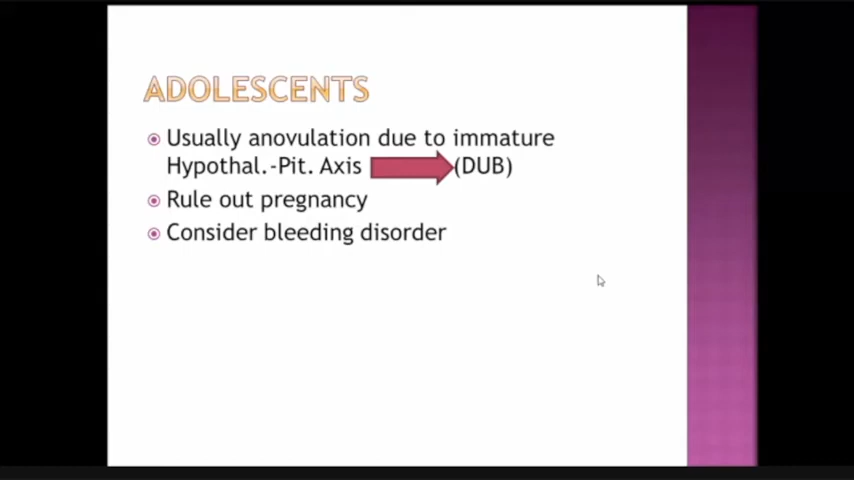 ADOLESCENTS
Usually anovulation due to immature
Hypothal.-Pit. Axis (DUB)
Rule out pregnancy
Consider bleeding disorder